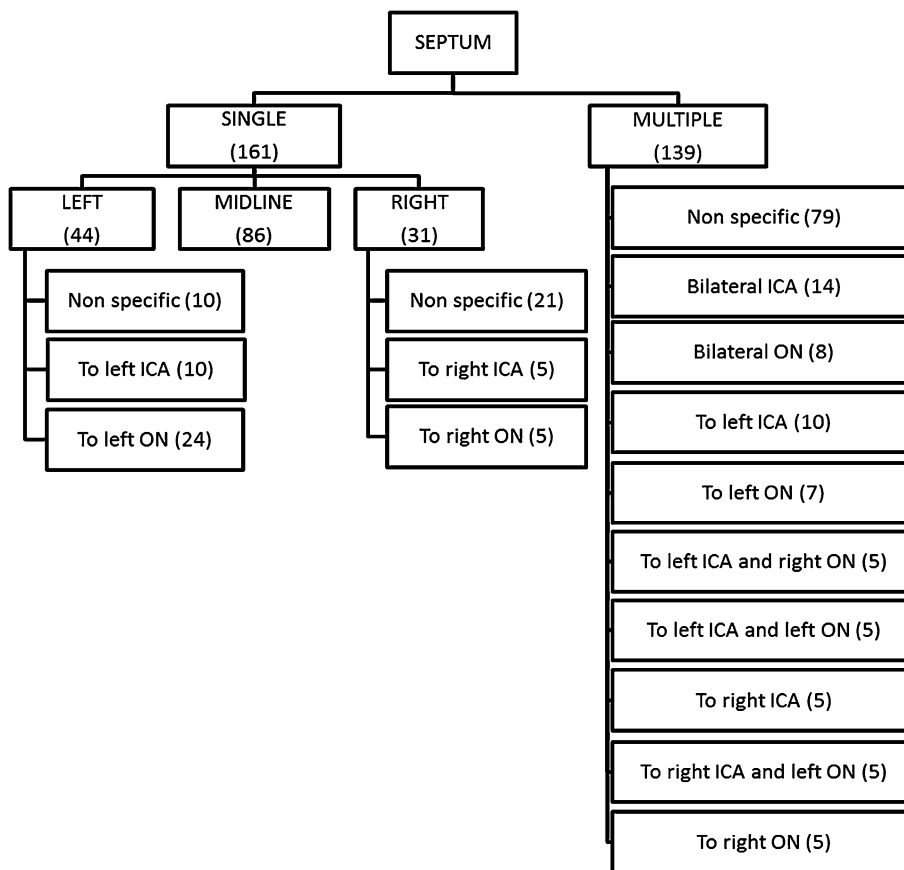 SEPTUM
SINGLE
(161)
MULTIPLE
(139)
LEFT
(44)
MIDLINE
(86)
RIGHT
(31)
Non specific (10)
To left ICA (10)
To left ON (24)
Non specific (21)
To right ICA (5)
To right ON (5)
Non specific (79)
Bilateral ICA (14)
Bilateral ON (8)
To left ICA (10)
To left ON (7)
To left ICA and right ON (5)
To left ICA and left ON (5)
To right ICA (5)
To right ICA and left ON (5)
To right ON (5)